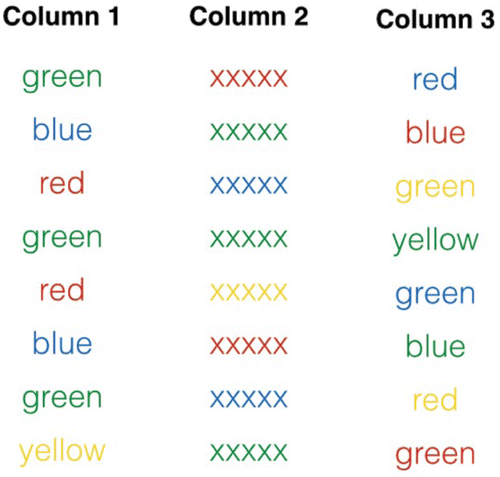 Column 1 Column 2 Column 3
green xxxxx red
blue xxxxx blue
red xxxxx green
green xxxxx yellow
red xxxxx green
blue xxxxx blue
green xxxxx red
yellow xxxxx green